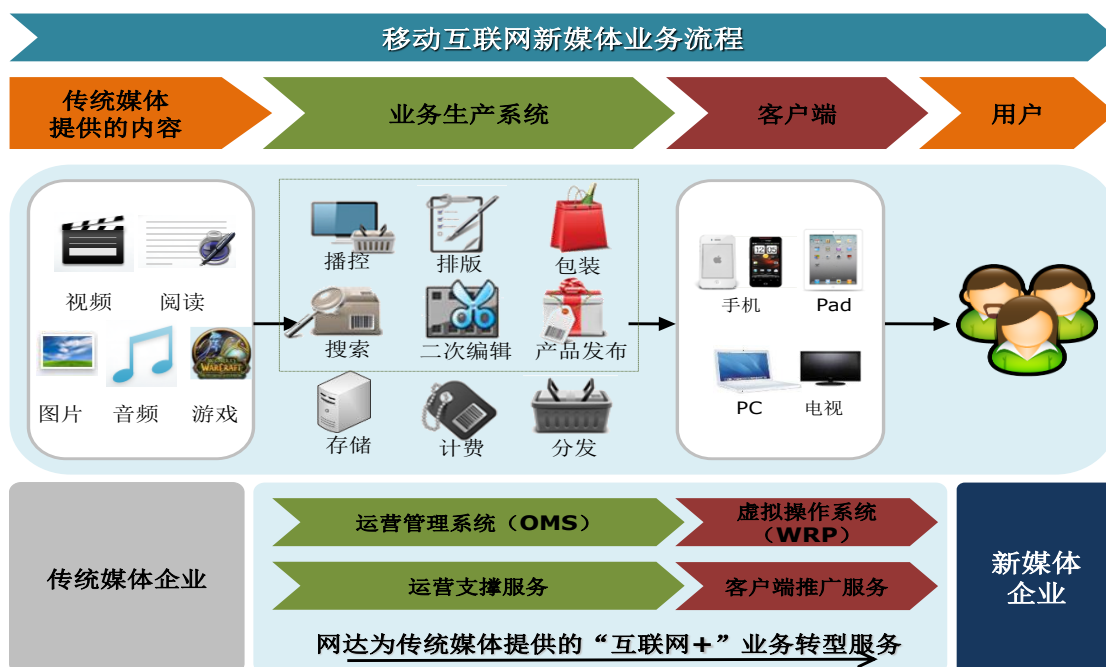 移动互联网新媒体业务流程
传统媒体
提供的内容
业务生产系统
客户端
用户
视频
阅读
图片
音频
游戏
WARCRAFT
播控
排版
包装
搜索
二次编辑
产品发布
存储
计费
分发
手机
Pad
PC
电视
传统媒体企业
运营管理系统（OMS）
虚拟操作系统
（WRP）
运营支撑服务
客户端推广服务
网达为传统媒体提供的“互联网+”业务转型服务
新媒体
企业